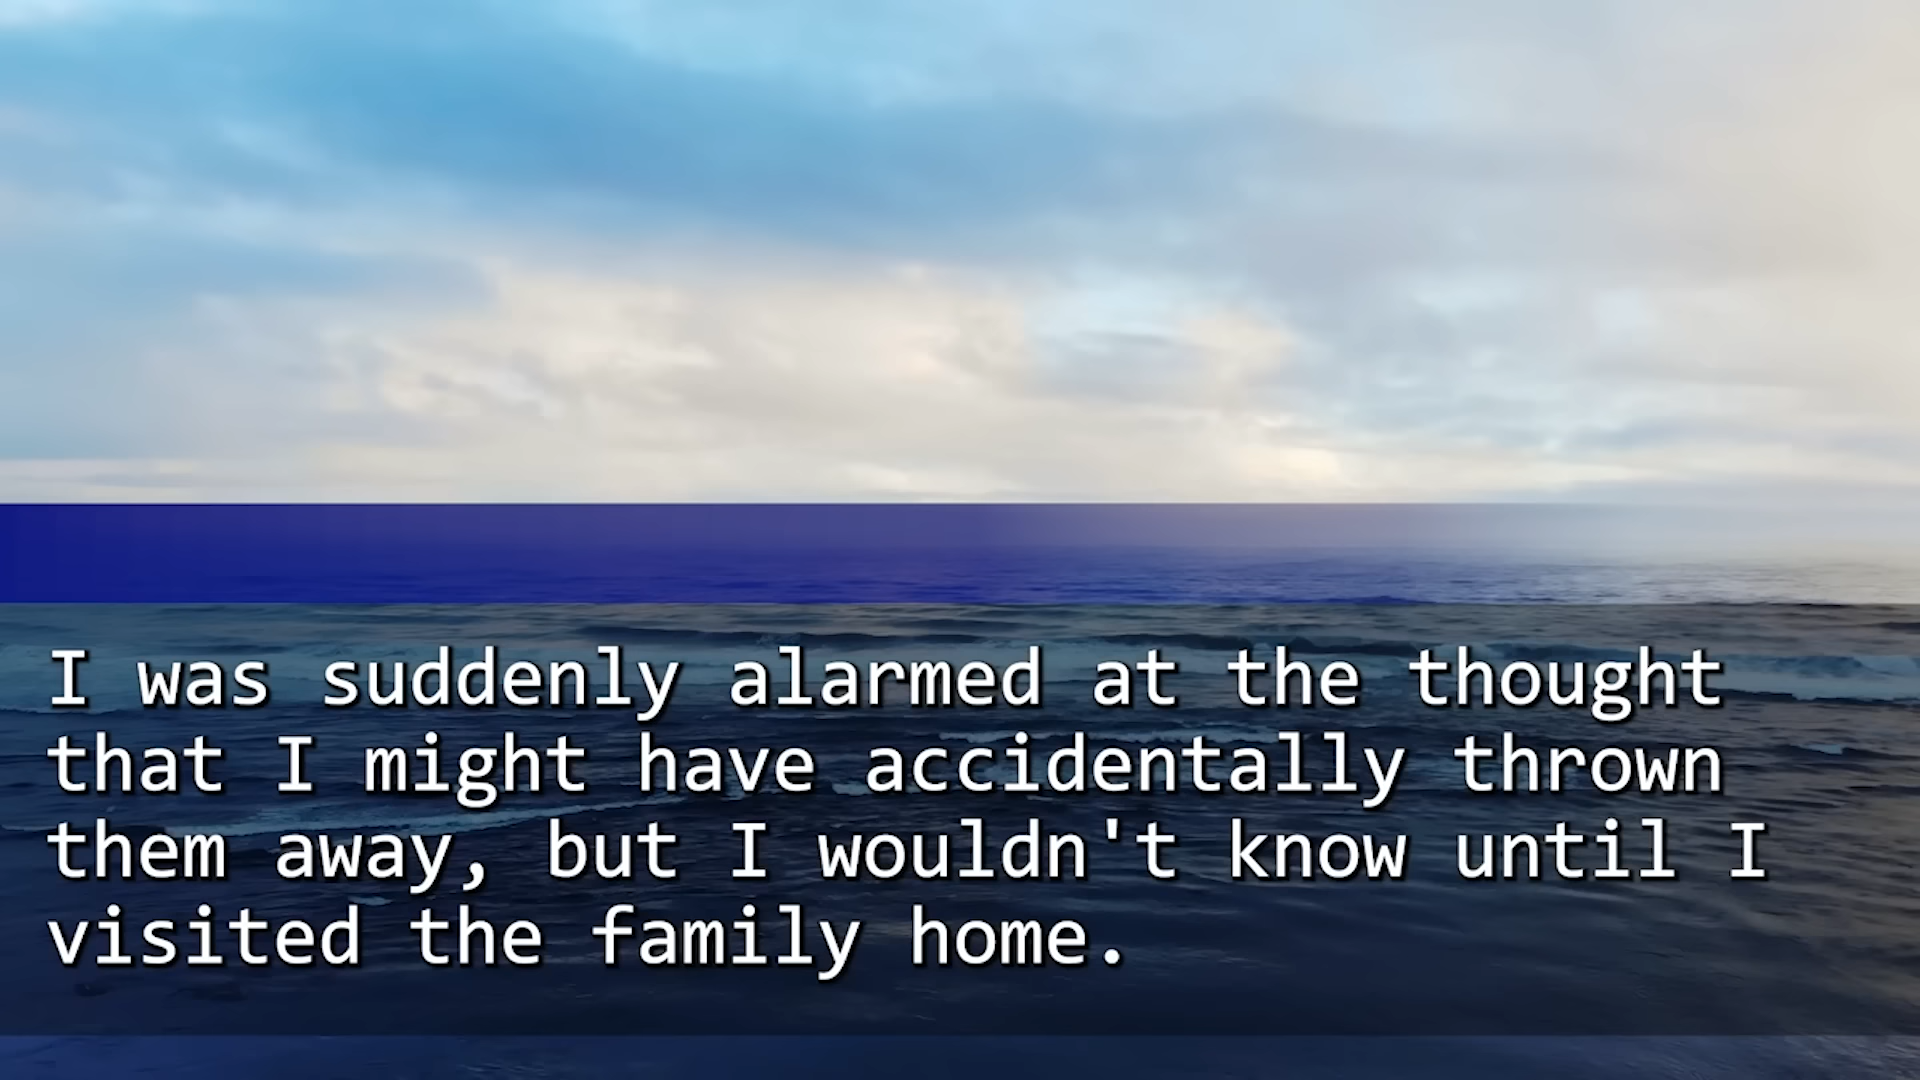 I was suddenly alarmed at the thought
that I might have accidentally thrown
them away, but I wouldn't know until I
visited the family home.